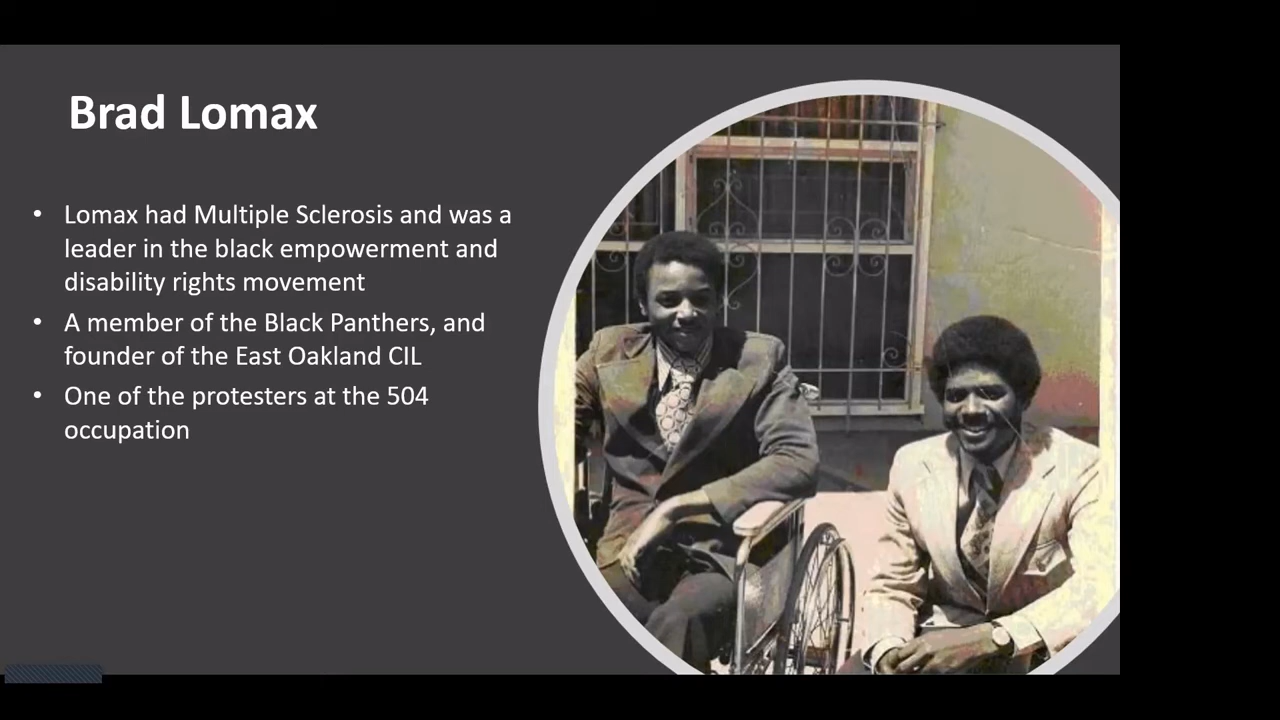 Brad Lomax
• Lomax had Multiple Sclerosis and was a
leader in the black empowerment and
disability rights movement
• A member of the Black Panthers, and
founder of the East Oakland CIL
• One of the protesters at the 504
occupation